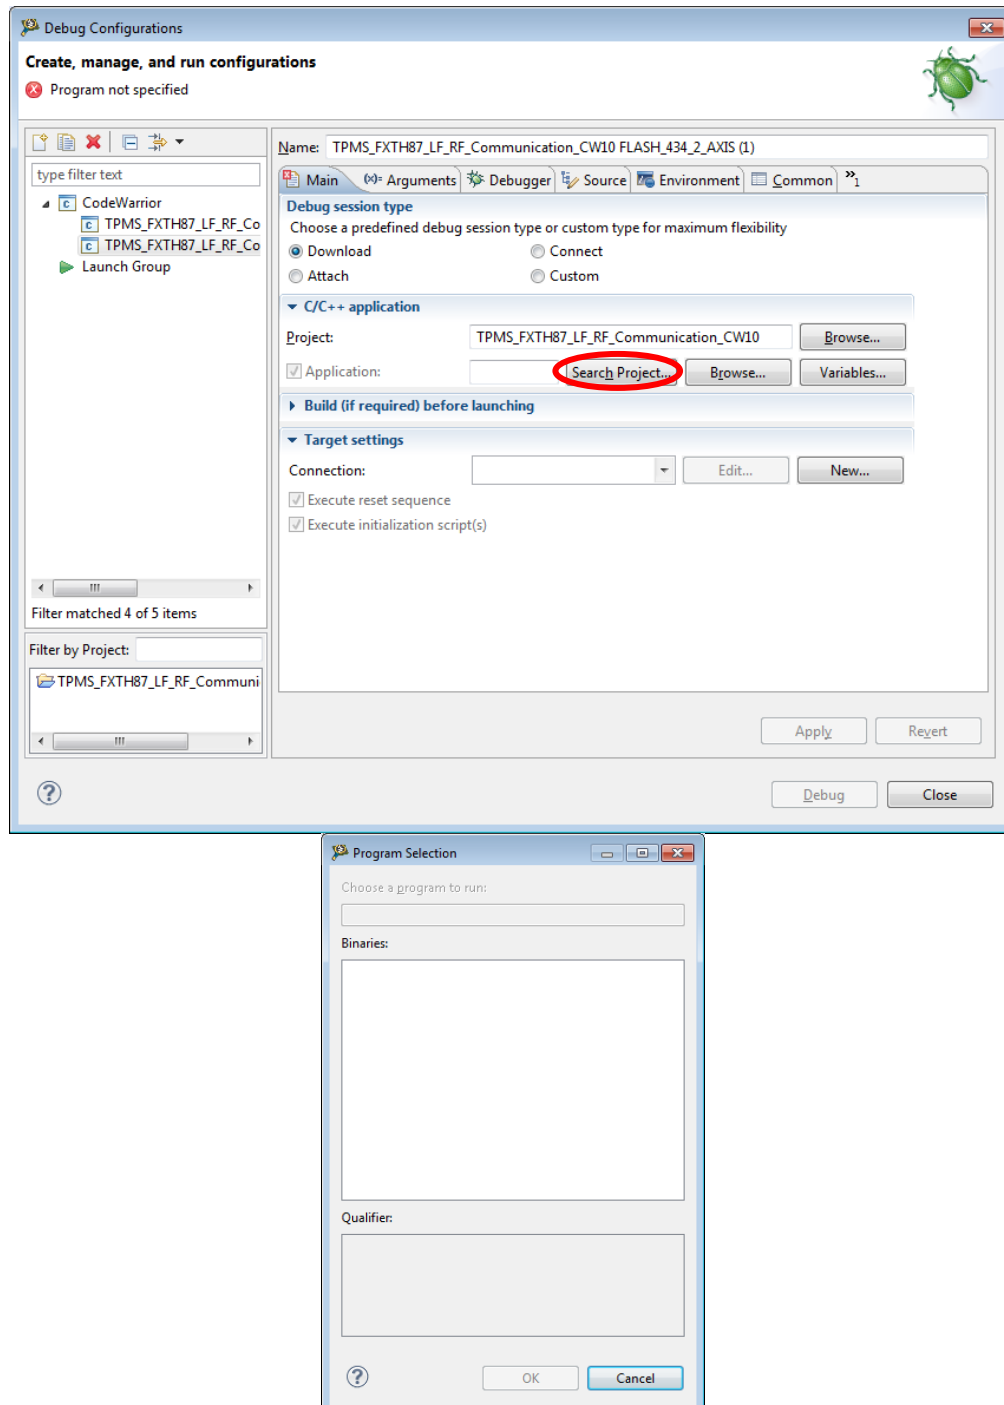 Debug Configurations
Create, manage, and run configurations
Program not specified
type filter text
CodeWarrior
TPMS_FXTH87_LF_RF_Co
TPMS_FXTH87_LF_RF_Co
Launch Group
Filter matched 4 of 5 items
Filter by Project:
TPMS_FXTH87_LF_RF_Communi
Name: TPMS_FXTH87_LF_RF_Communication_CW10 FLASH_434_2_AXIS (1)
Main (x)= Arguments Debugger Source Environment Common »1
Debug session type
Choose a predefined debug session type or custom type for maximum flexibility
Download Connect
Attach Custom
C/C++ application
Project: TPMS_FXTH87_LF_RF_Communication_CW10 Browse...
Application: Search Project... Browse... Variables...
Build (if required) before launching
Target settings
Connection: Edit... New...
Execute reset sequence
Execute initialization script(s)
Apply Revert
Debug Close
Program Selection
Choose a program to run:
Binaries:
Qualifier:
OK Cancel